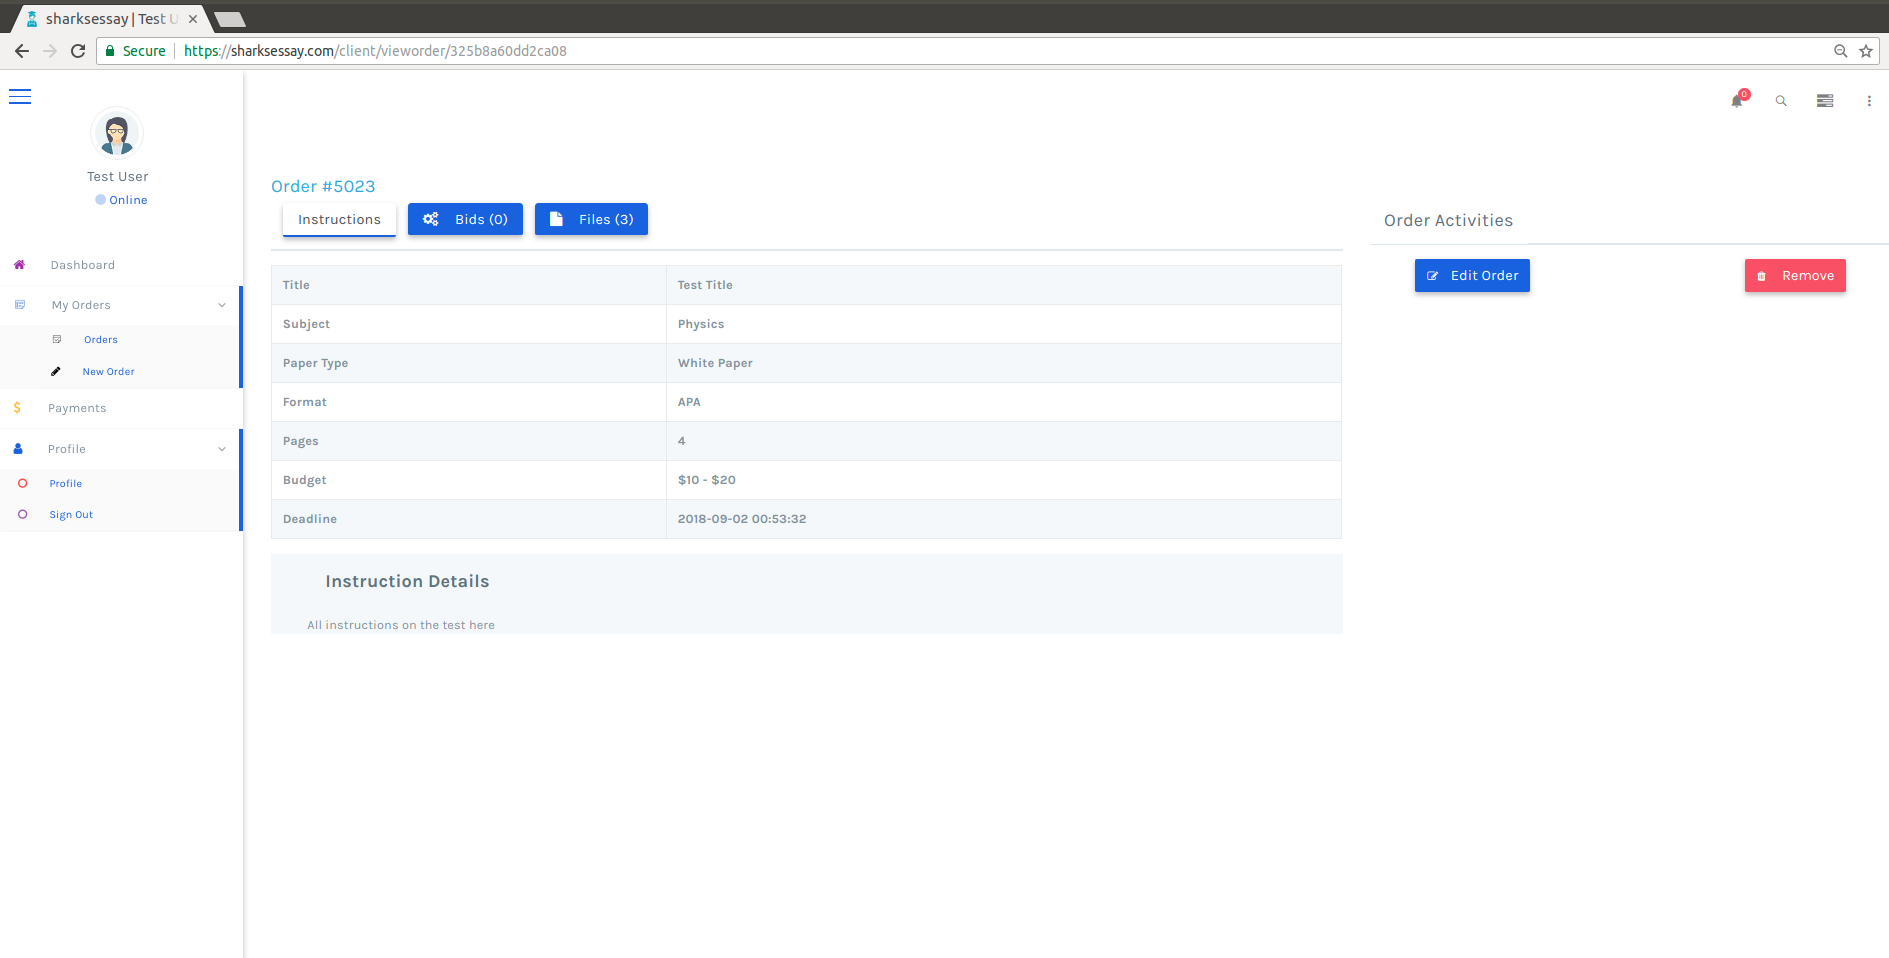 sharksessay | Test U
Secure https://sharksessay.com/client/vieworder/325b8a60dd2ca08
0
Test User
Online
Dashboard
My Orders
Orders
New Order
Payments
Profile
Profile
Sign Out
Order #5023
Instructions Bids (0) Files (3)
Title Test Title
Subject Physics
Paper Type White Paper
Format APA
Pages 4
Budget $10 - $20
Deadline 2018-09-02 00:53:32
Instruction Details
All instructions on the test here
Order Activities
Edit Order Remove